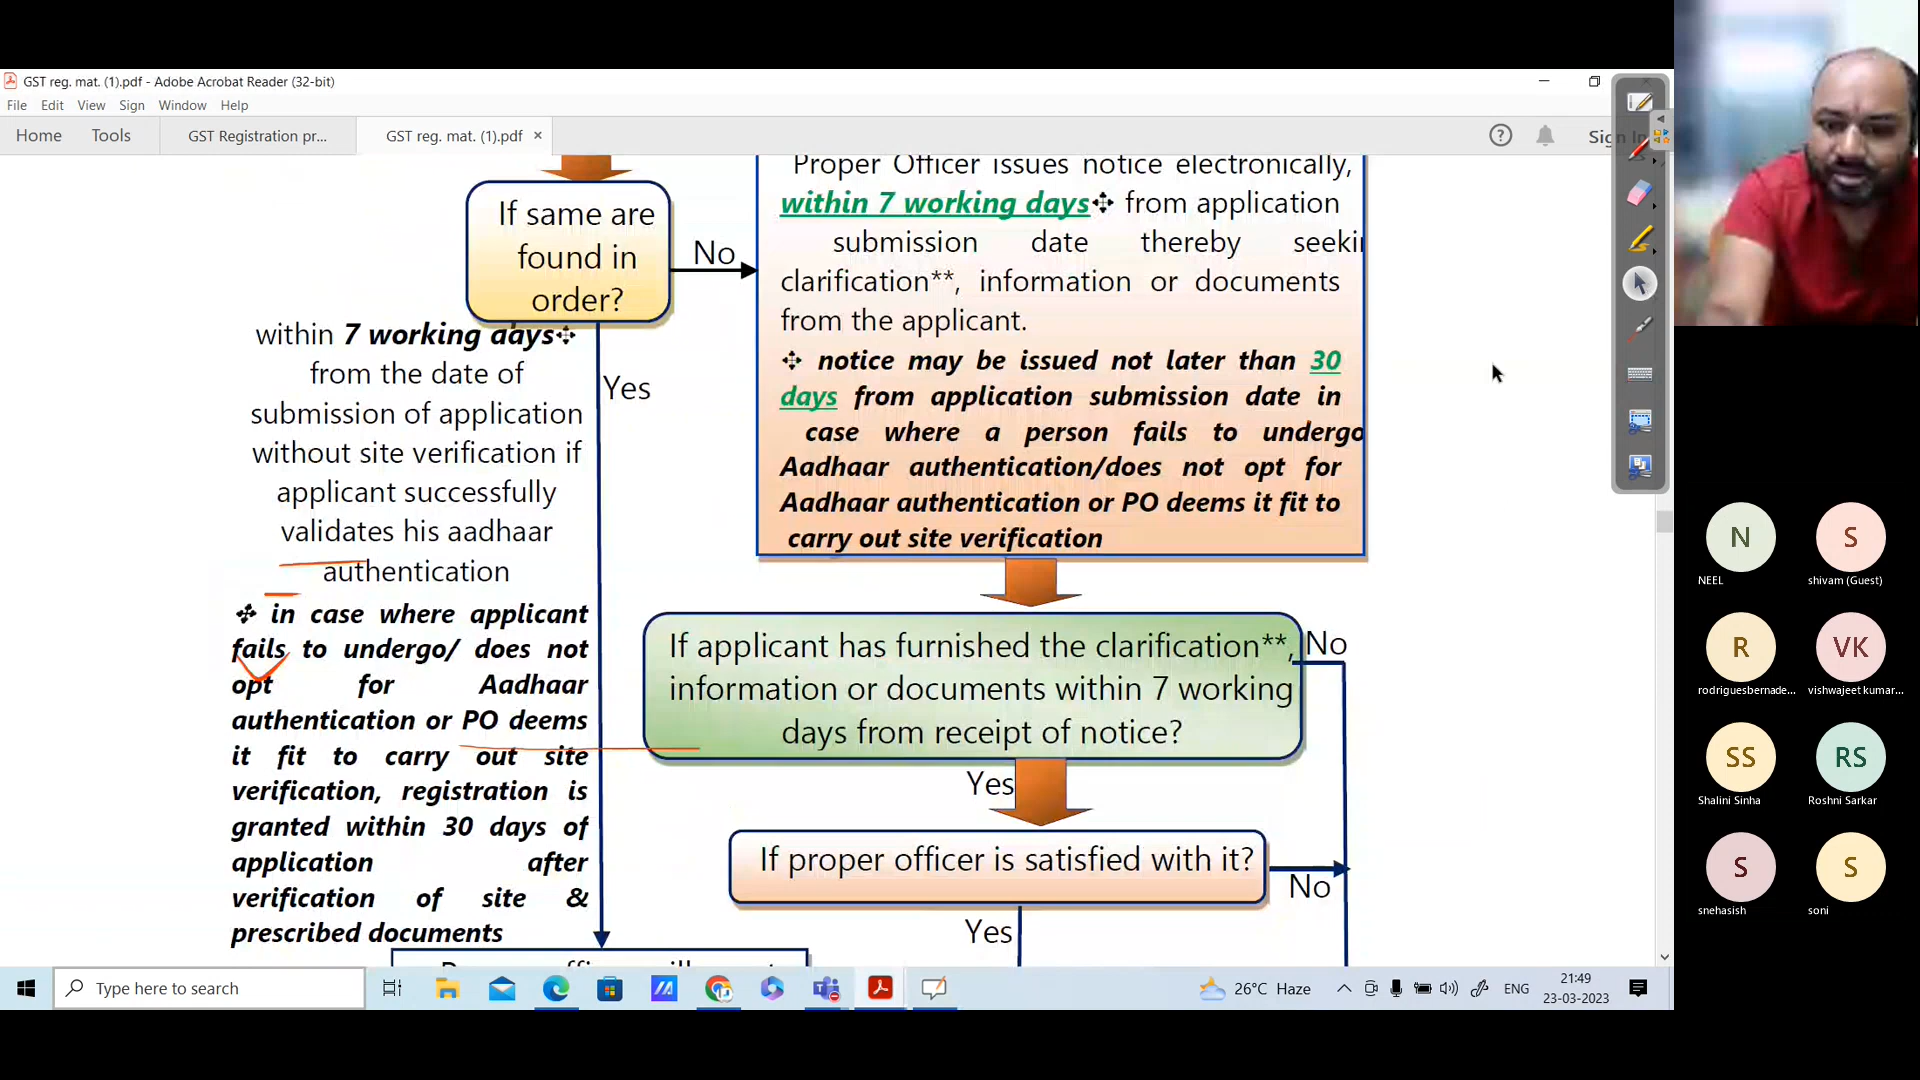 GST reg. mat. (1).pdf - Adobe Acrobat Reader (32-bit)
File Edit View Sign Window Help
Home Tools GST Registration pr... GST reg. mat. (1).pdf × Sign In
If same are
found in
order?
No
Yes
Proper Officer issues notice electronically,
within 7 working days✥ from application
submission date thereby seeki
clarification**, information or documents
from the applicant.
✥ notice may be issued not later than 30
days from application submission date in
case where a person fails to undergo
Aadhaar authentication/does not opt for
Aadhaar authentication or PO deems it fit to
carry out site verification
within 7 working days✥
from the date of
submission of application
without site verification if
applicant successfully
validates his aadhaar
authentication
✥ in case where applicant
fails to undergo/ does not
opt for Aadhaar
authentication or PO deems
it fit to carry out site
verification, registration is
granted within 30 days of
application after
verification of site &
prescribed documents
If applicant has furnished the clarification**,
information or documents within 7 working
days from receipt of notice?
No
Yes
If proper officer is satisfied with it?
No
Yes
N S
NEEL shivam (Guest)
R VK
rodriguesbernade... vishwajeet kumar...
SS RS
Shalini Sinha Roshni Sarkar
S S
snehasish soni
Type here to search
26°C Haze
ENG
21:49
23-03-2023